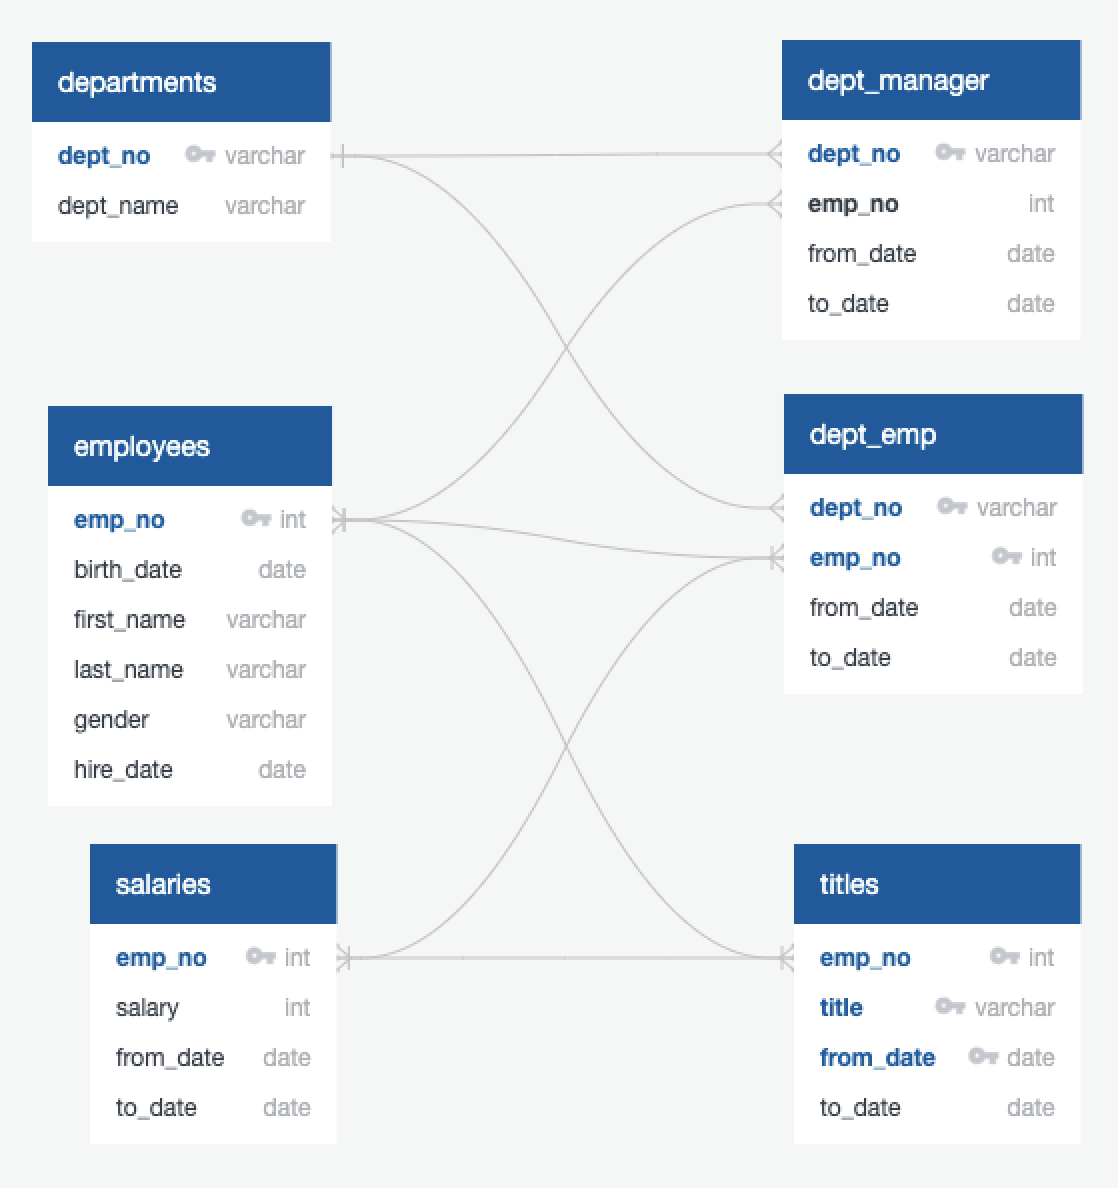 departments
dept_no varchar
dept_name varchar
dept_manager
dept_no varchar
emp_no int
from_date date
to_date date
employees
emp_no int
birth_date date
first_name varchar
last_name varchar
gender varchar
hire_date date
dept_emp
dept_no varchar
emp_no int
from_date date
to_date date
salaries
emp_no int
salary int
from_date date
to_date date
titles
emp_no int
title varchar
from_date date
to_date date